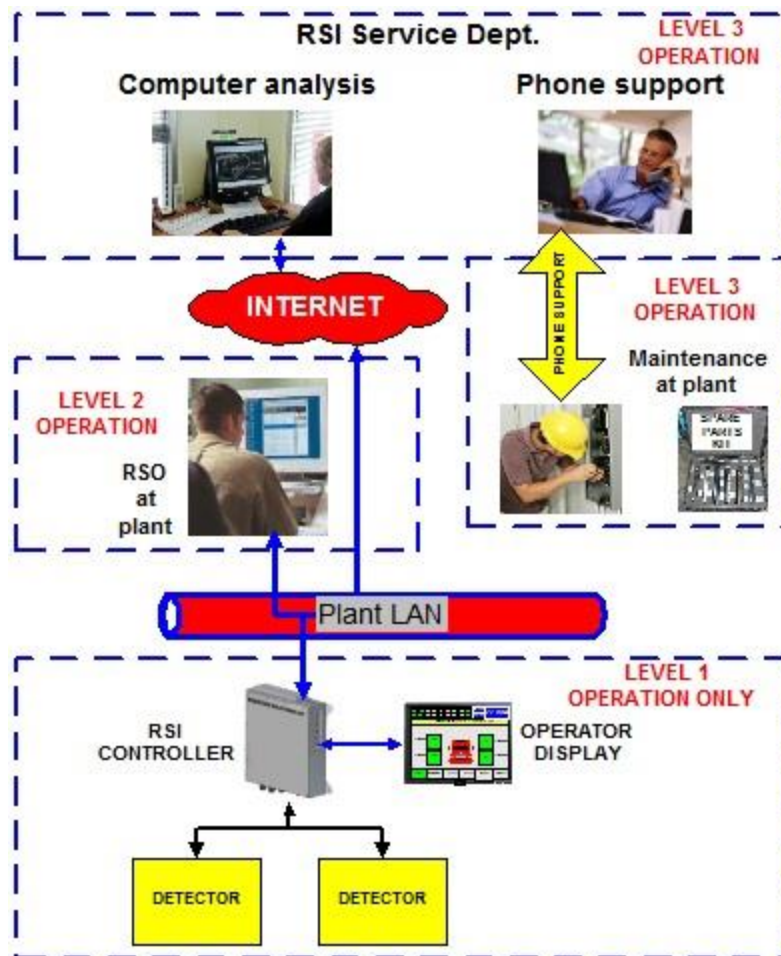 RSI Service Dept.
LEVEL 3
OPERATION
Computer analysis
Phone support
INTERNET
PHONE SUPPORT
LEVEL 3
OPERATION
Maintenance
at plant
SPARE
PARTS
KIT
LEVEL 2
OPERATION
RSO
at
plant
Plant LAN
LEVEL 1
OPERATION ONLY
RSI
CONTROLLER
OPERATOR
DISPLAY
DETECTOR
DETECTOR